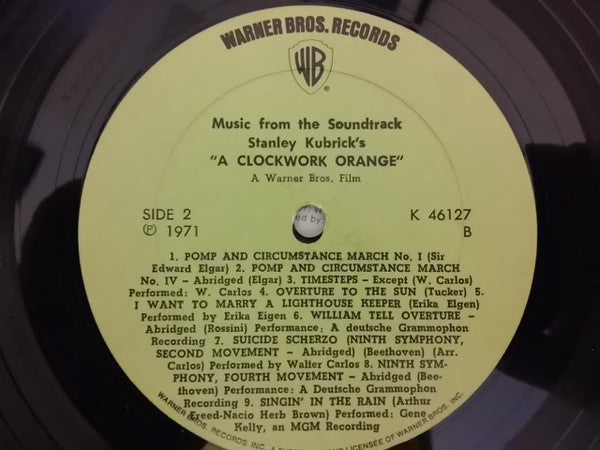 WARNER BROS. RECORDS
WB
®
Music from the Soundtrack
Stanley Kubrick's
"A CLOCKWORK ORANGE"
A Warner Bros. Film
SIDE 2
Ⓟ 1971
ed by
K 46127
B
1. POMP AND CIRCUMSTANCE MARCH No. I (Sir
Edward Elgar) 2. POMP AND CIRCUMSTANCE MARCH
No. IV - Abridged (Elgar) 3. TIMESTEPS - Except (W. Carlos)
Performed: W. Carlos 4. OVERTURE TO THE SUN (Tucker) 5.
I WANT TO MARRY A LIGHTHOUSE KEEPER (Erika Elgen)
Performed by Erika Eigen 6. WILLIAM TELL OVERTURE -
Abridged (Rossini) Performance: A deutsche Grammophon
Recording 7. SUICIDE SCHERZO (NINTH SYMPHONY,
SECOND MOVEMENT - Abridged) (Beethoven) (Arr.
Carlos) Performed by Walter Carlos 8. NINTH SYM-
PHONY, FOURTH MOVEMENT - Abridged (Bee-
thoven) Performance: A Deutsche Grammophon
Recording 9. SINGIN' IN THE RAIN (Arthur
Freed-Nacio Herb Brown) Performed: Gene
Kelly, an MGM Recording
WARNER BROS. RECORDS INC. A AND LICENSEE OF WARNER BROS. INC.